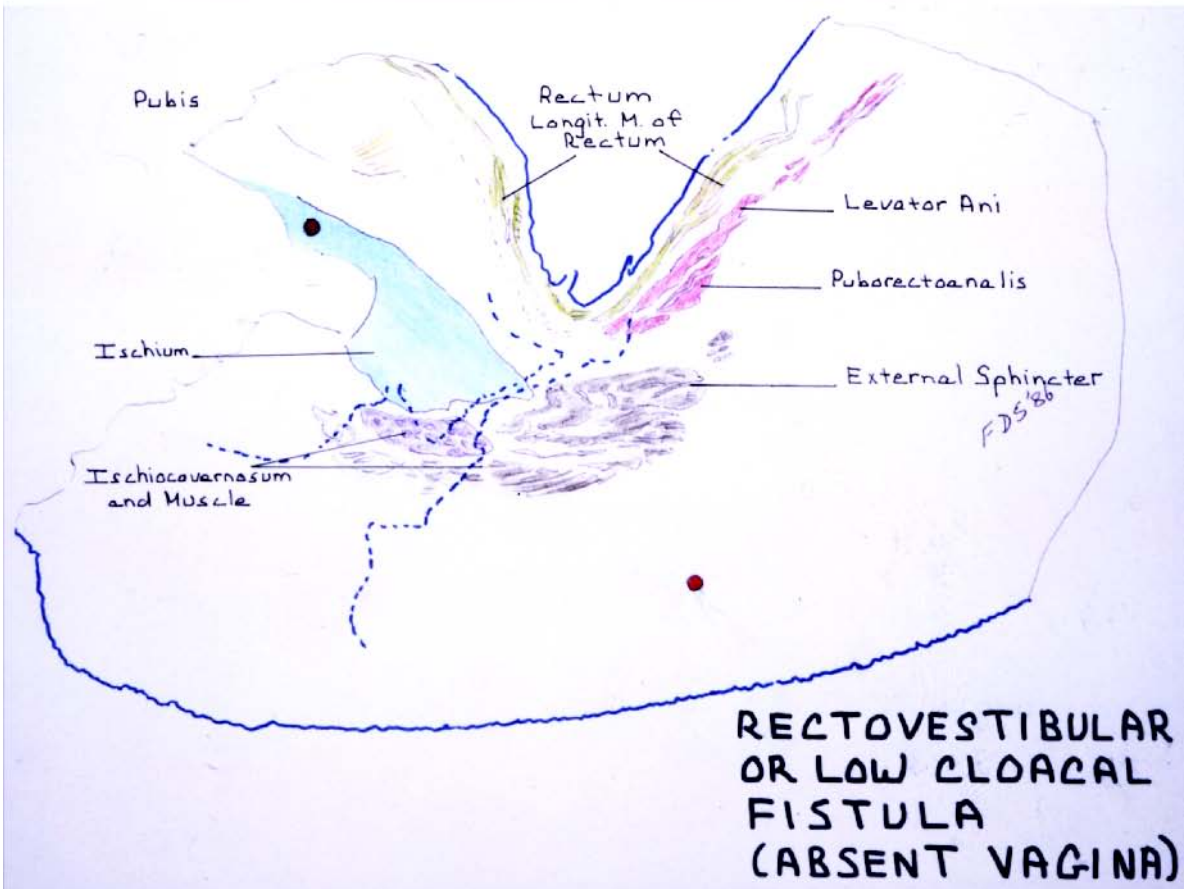 Pubis
Rectum
Longit. M. of
Rectum
Levator Ani
Puborectoanalis
Ischium
External Sphincter
F.D.S '86
Ischiocavernosum
and Muscle
RECTOVESTIBULAR
OR LOW CLOACAL
FISTULA
(ABSENT VAGINA)